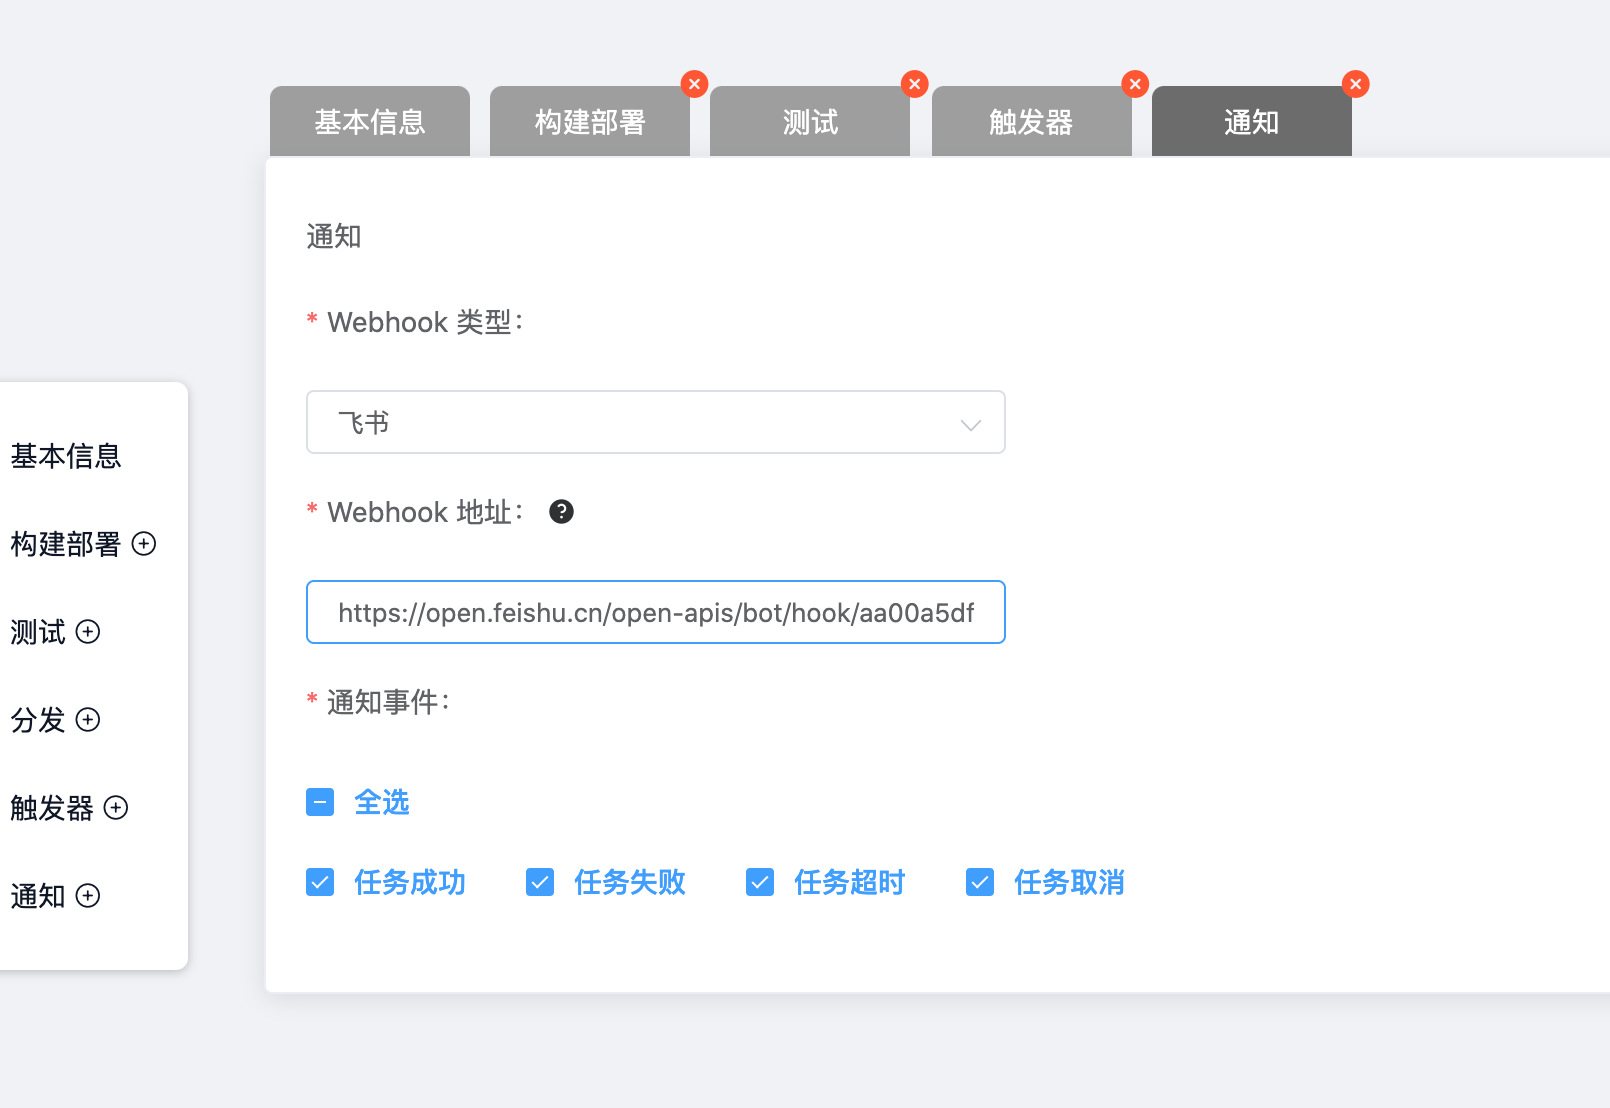 基本信息 构建部署 测试 触发器 通知
通知
* Webhook 类型：
飞书
* Webhook 地址： ?
https://open.feishu.cn/open-apis/bot/hook/aa00a5df
* 通知事件：
全选
任务成功 任务失败 任务超时 任务取消
基本信息
构建部署
测试
分发
触发器
通知